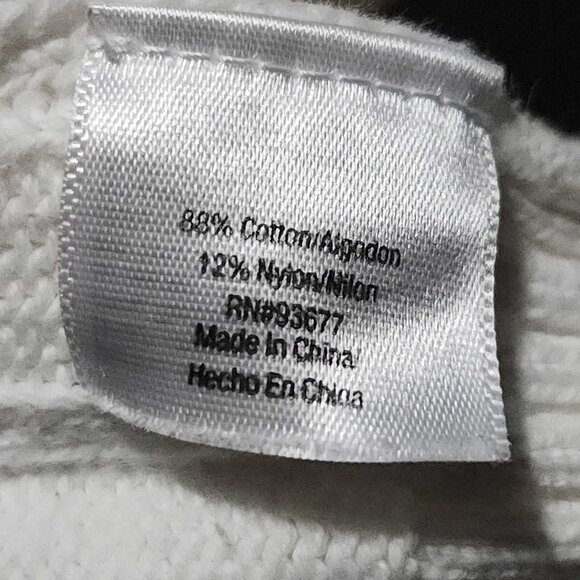 88% Cotton/Algodon
12% Nylon/Nilon
RN#93677
Made In China
Hecho En China